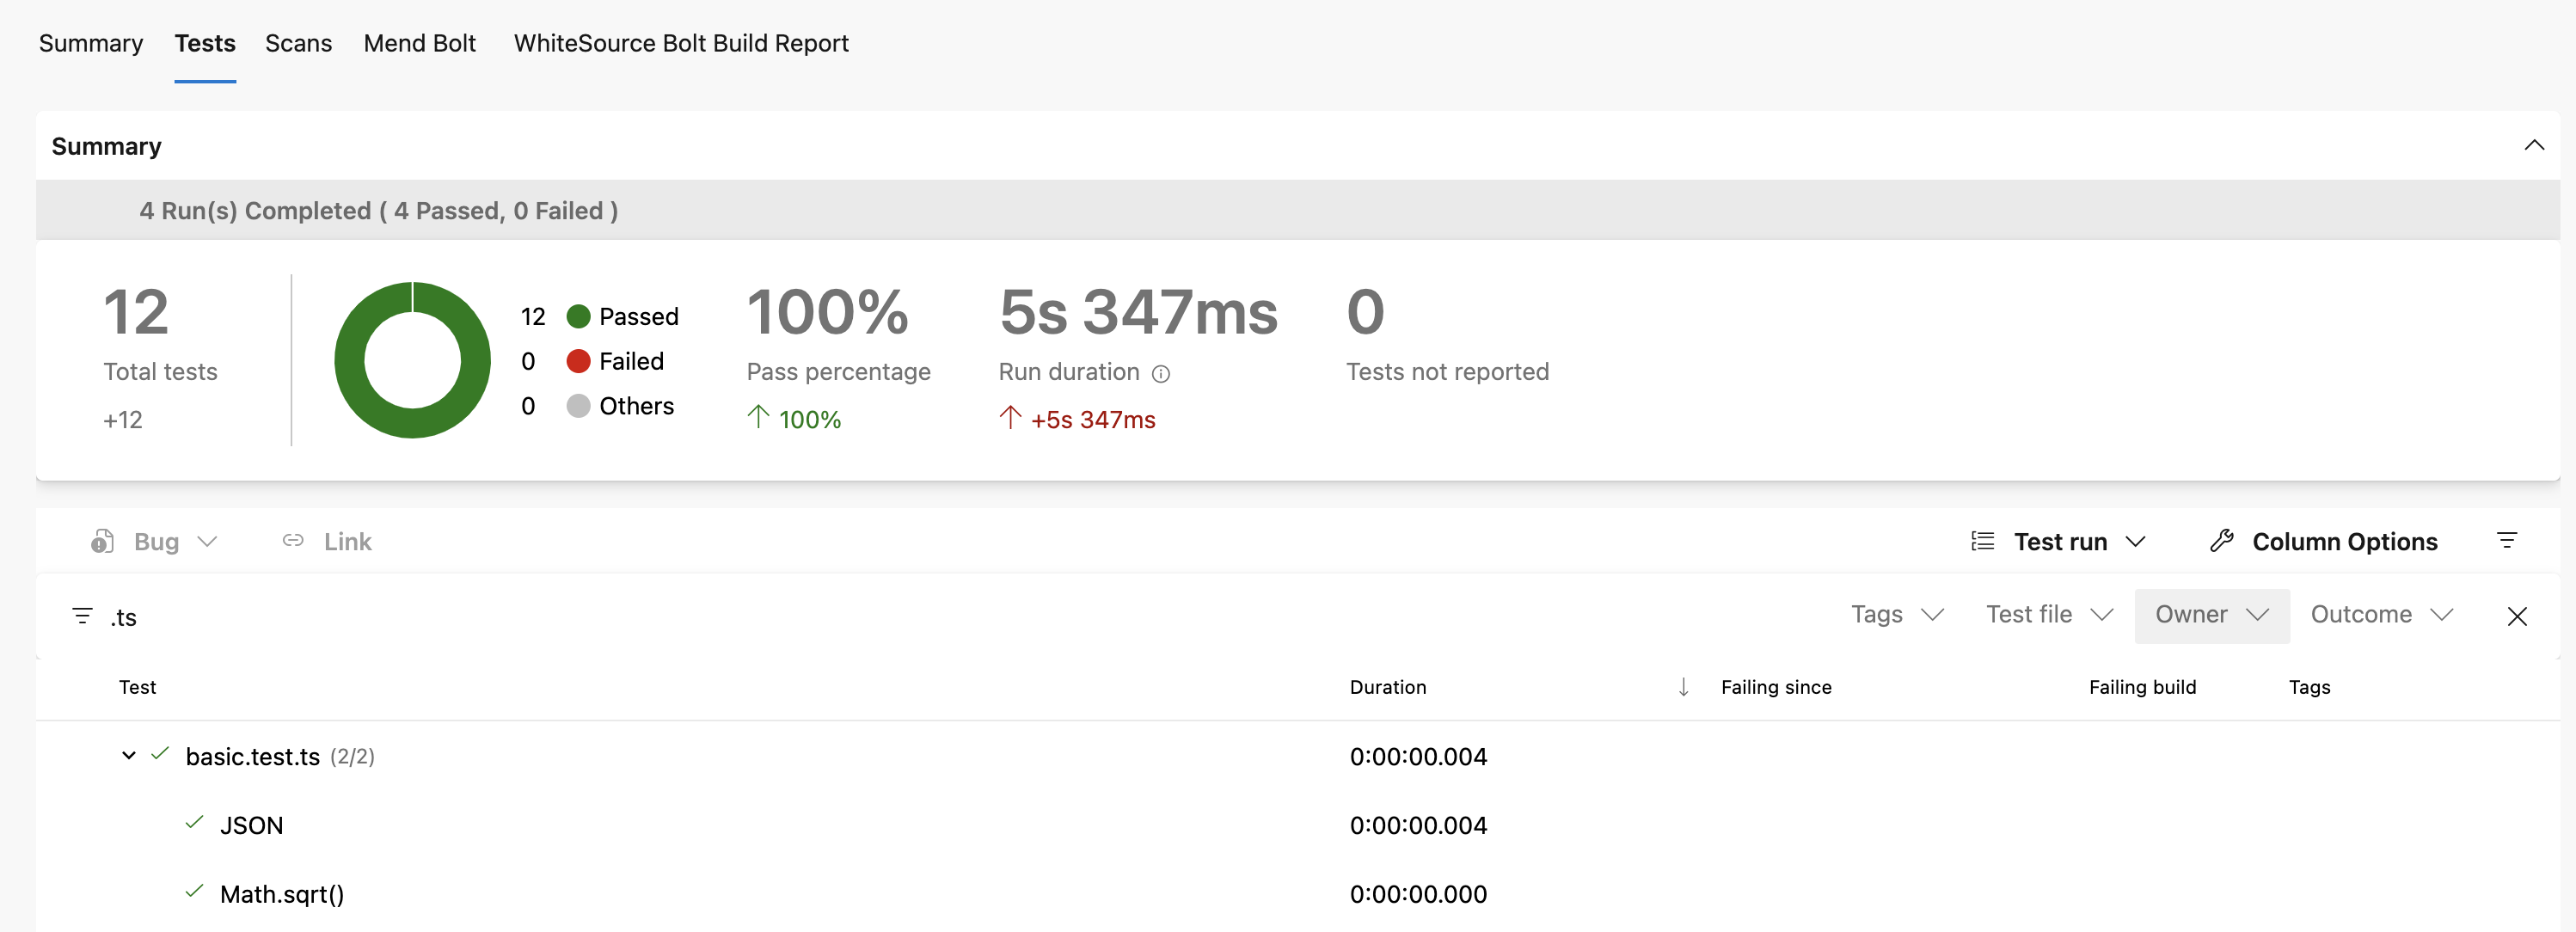 Summary Tests Scans Mend Bolt WhiteSource Bolt Build Report
Summary
4 Run(s) Completed ( 4 Passed, 0 Failed )
12
Total tests
+12
12 Passed
0 Failed
0 Others
100%
Pass percentage
100%
5s 347ms
Run duration
+5s 347ms
0
Tests not reported
Bug Link Test run Column Options
.ts Tags Test file Owner Outcome
Test Duration Failing since Failing build Tags
basic.test.ts (2/2) 0:00:00.004
JSON 0:00:00.004
Math.sqrt() 0:00:00.000